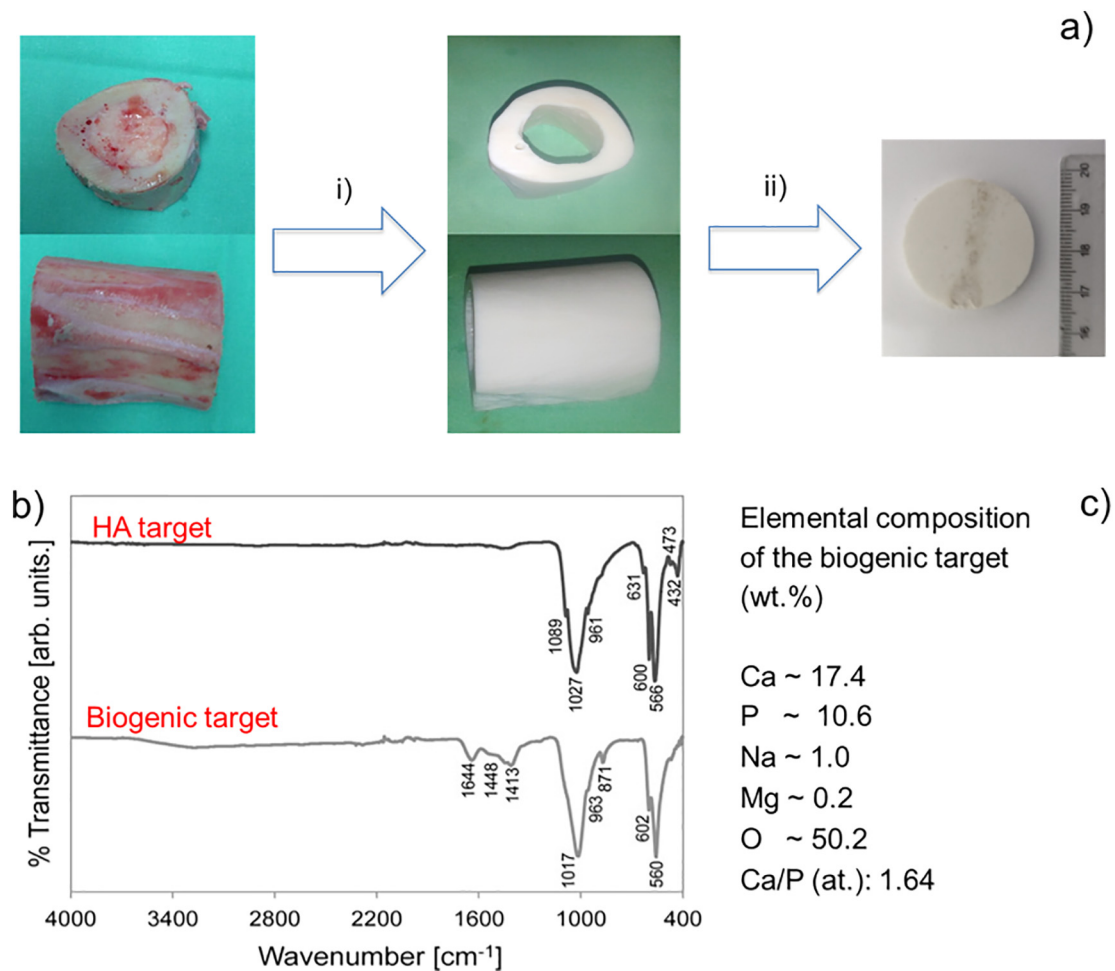 a)
i)
ii)
20
19
18
17
16
b)
HA target
1089
1027
961
631
600
566
473
432
Biogenic target
1644
1448
1413
1017
963
871
602
560
% Transmittance [arb. units.]
4000 3400 2800 2200 1600 1000 400
Wavenumber [cm-1]
c)
Elemental composition
of the biogenic target
(wt.%)
Ca ~ 17.4
P ~ 10.6
Na ~ 1.0
Mg ~ 0.2
O ~ 50.2
Ca/P (at.): 1.64